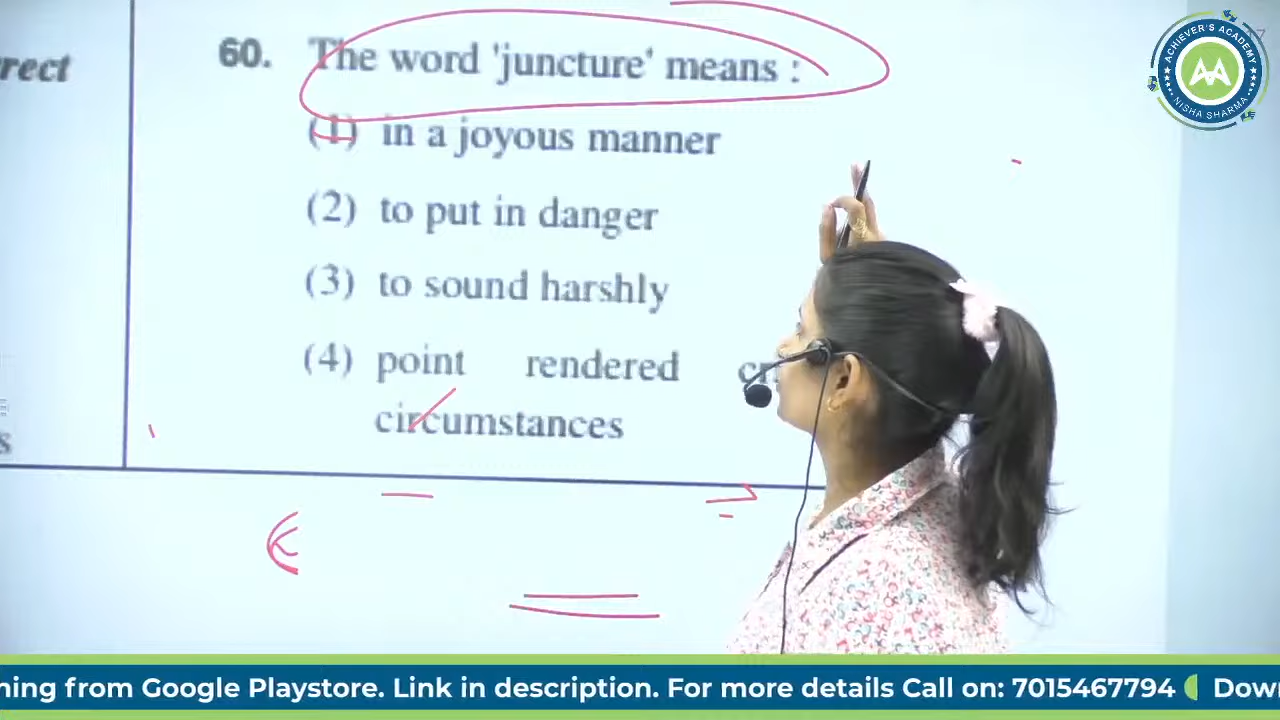 rect
60. The word 'juncture' means :
(1) in a joyous manner
(2) to put in danger
(3) to sound harshly
(4) point rendered
circumstances
s
ACHIEVER'S ACADEMY
AA
NISHA SHARMA
ning from Google Playstore. Link in description. For more details Call on: 7015467794 Down